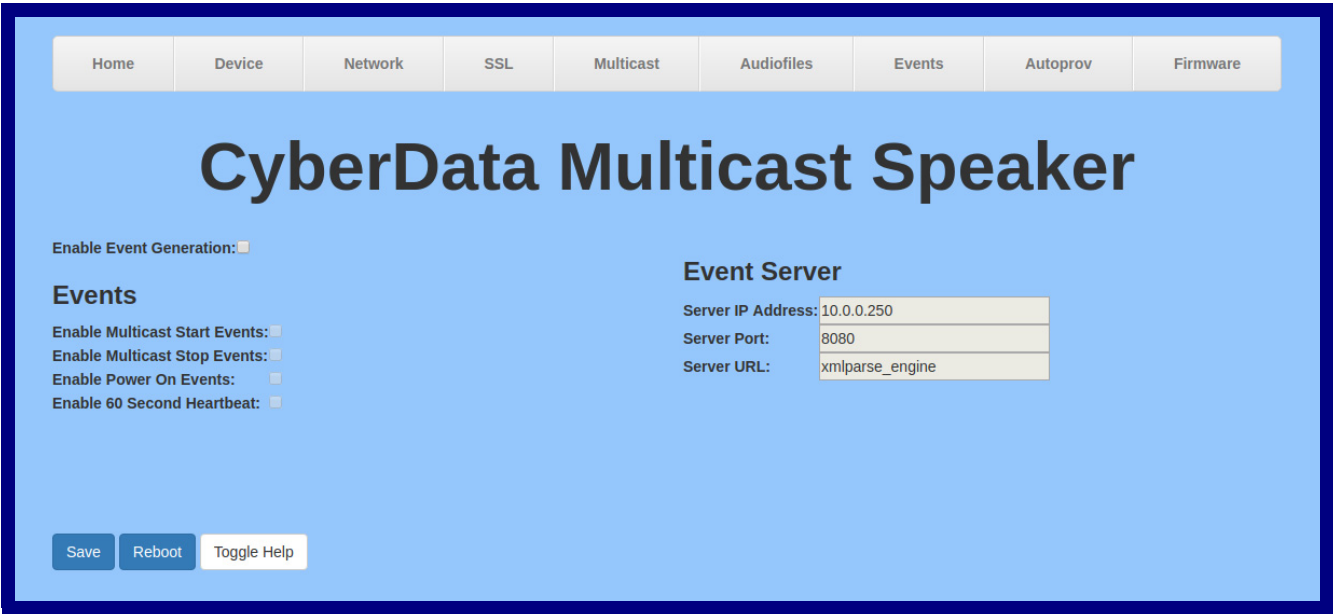 Home Device Network SSL Multicast Audiofiles Events Autoprov Firmware
CyberData Multicast Speaker
Enable Event Generation:
Events
Enable Multicast Start Events:
Enable Multicast Stop Events:
Enable Power On Events:
Enable 60 Second Heartbeat:
Event Server
Server IP Address: 10.0.0.250
Server Port: 8080
Server URL: xmlparse_engine
Save Reboot Toggle Help